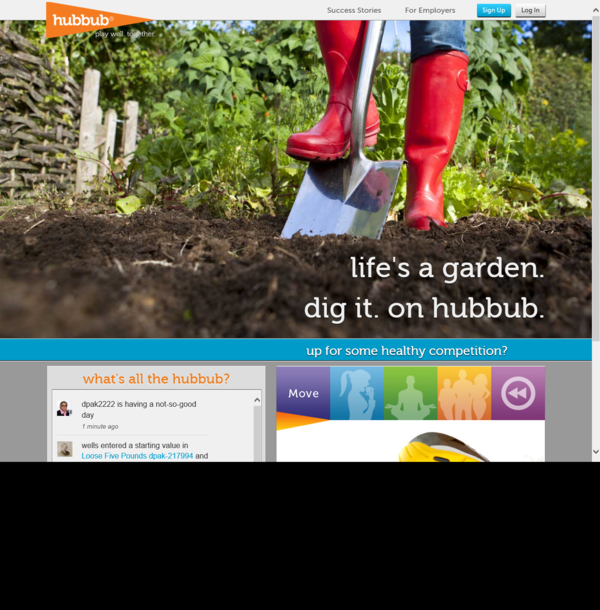 hubbub®
play well. together.
Success Stories
For Employers
Sign Up
Log In
life's a garden.
dig it. on hubbub.
up for some healthy competition?
what's all the hubbub?
dpak2222 is having a not-so-good
day
1 minute ago
wells entered a starting value in
Loose Five Pounds dpak-217994 and
Move